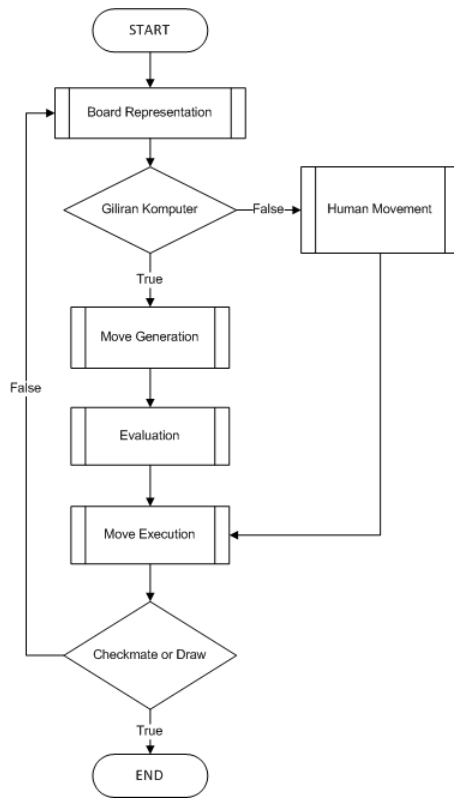 START
Board Representation
Giliran Komputer
False
Human Movement
True
Move Generation
False
Evaluation
Move Execution
Checkmate or Draw
True
END